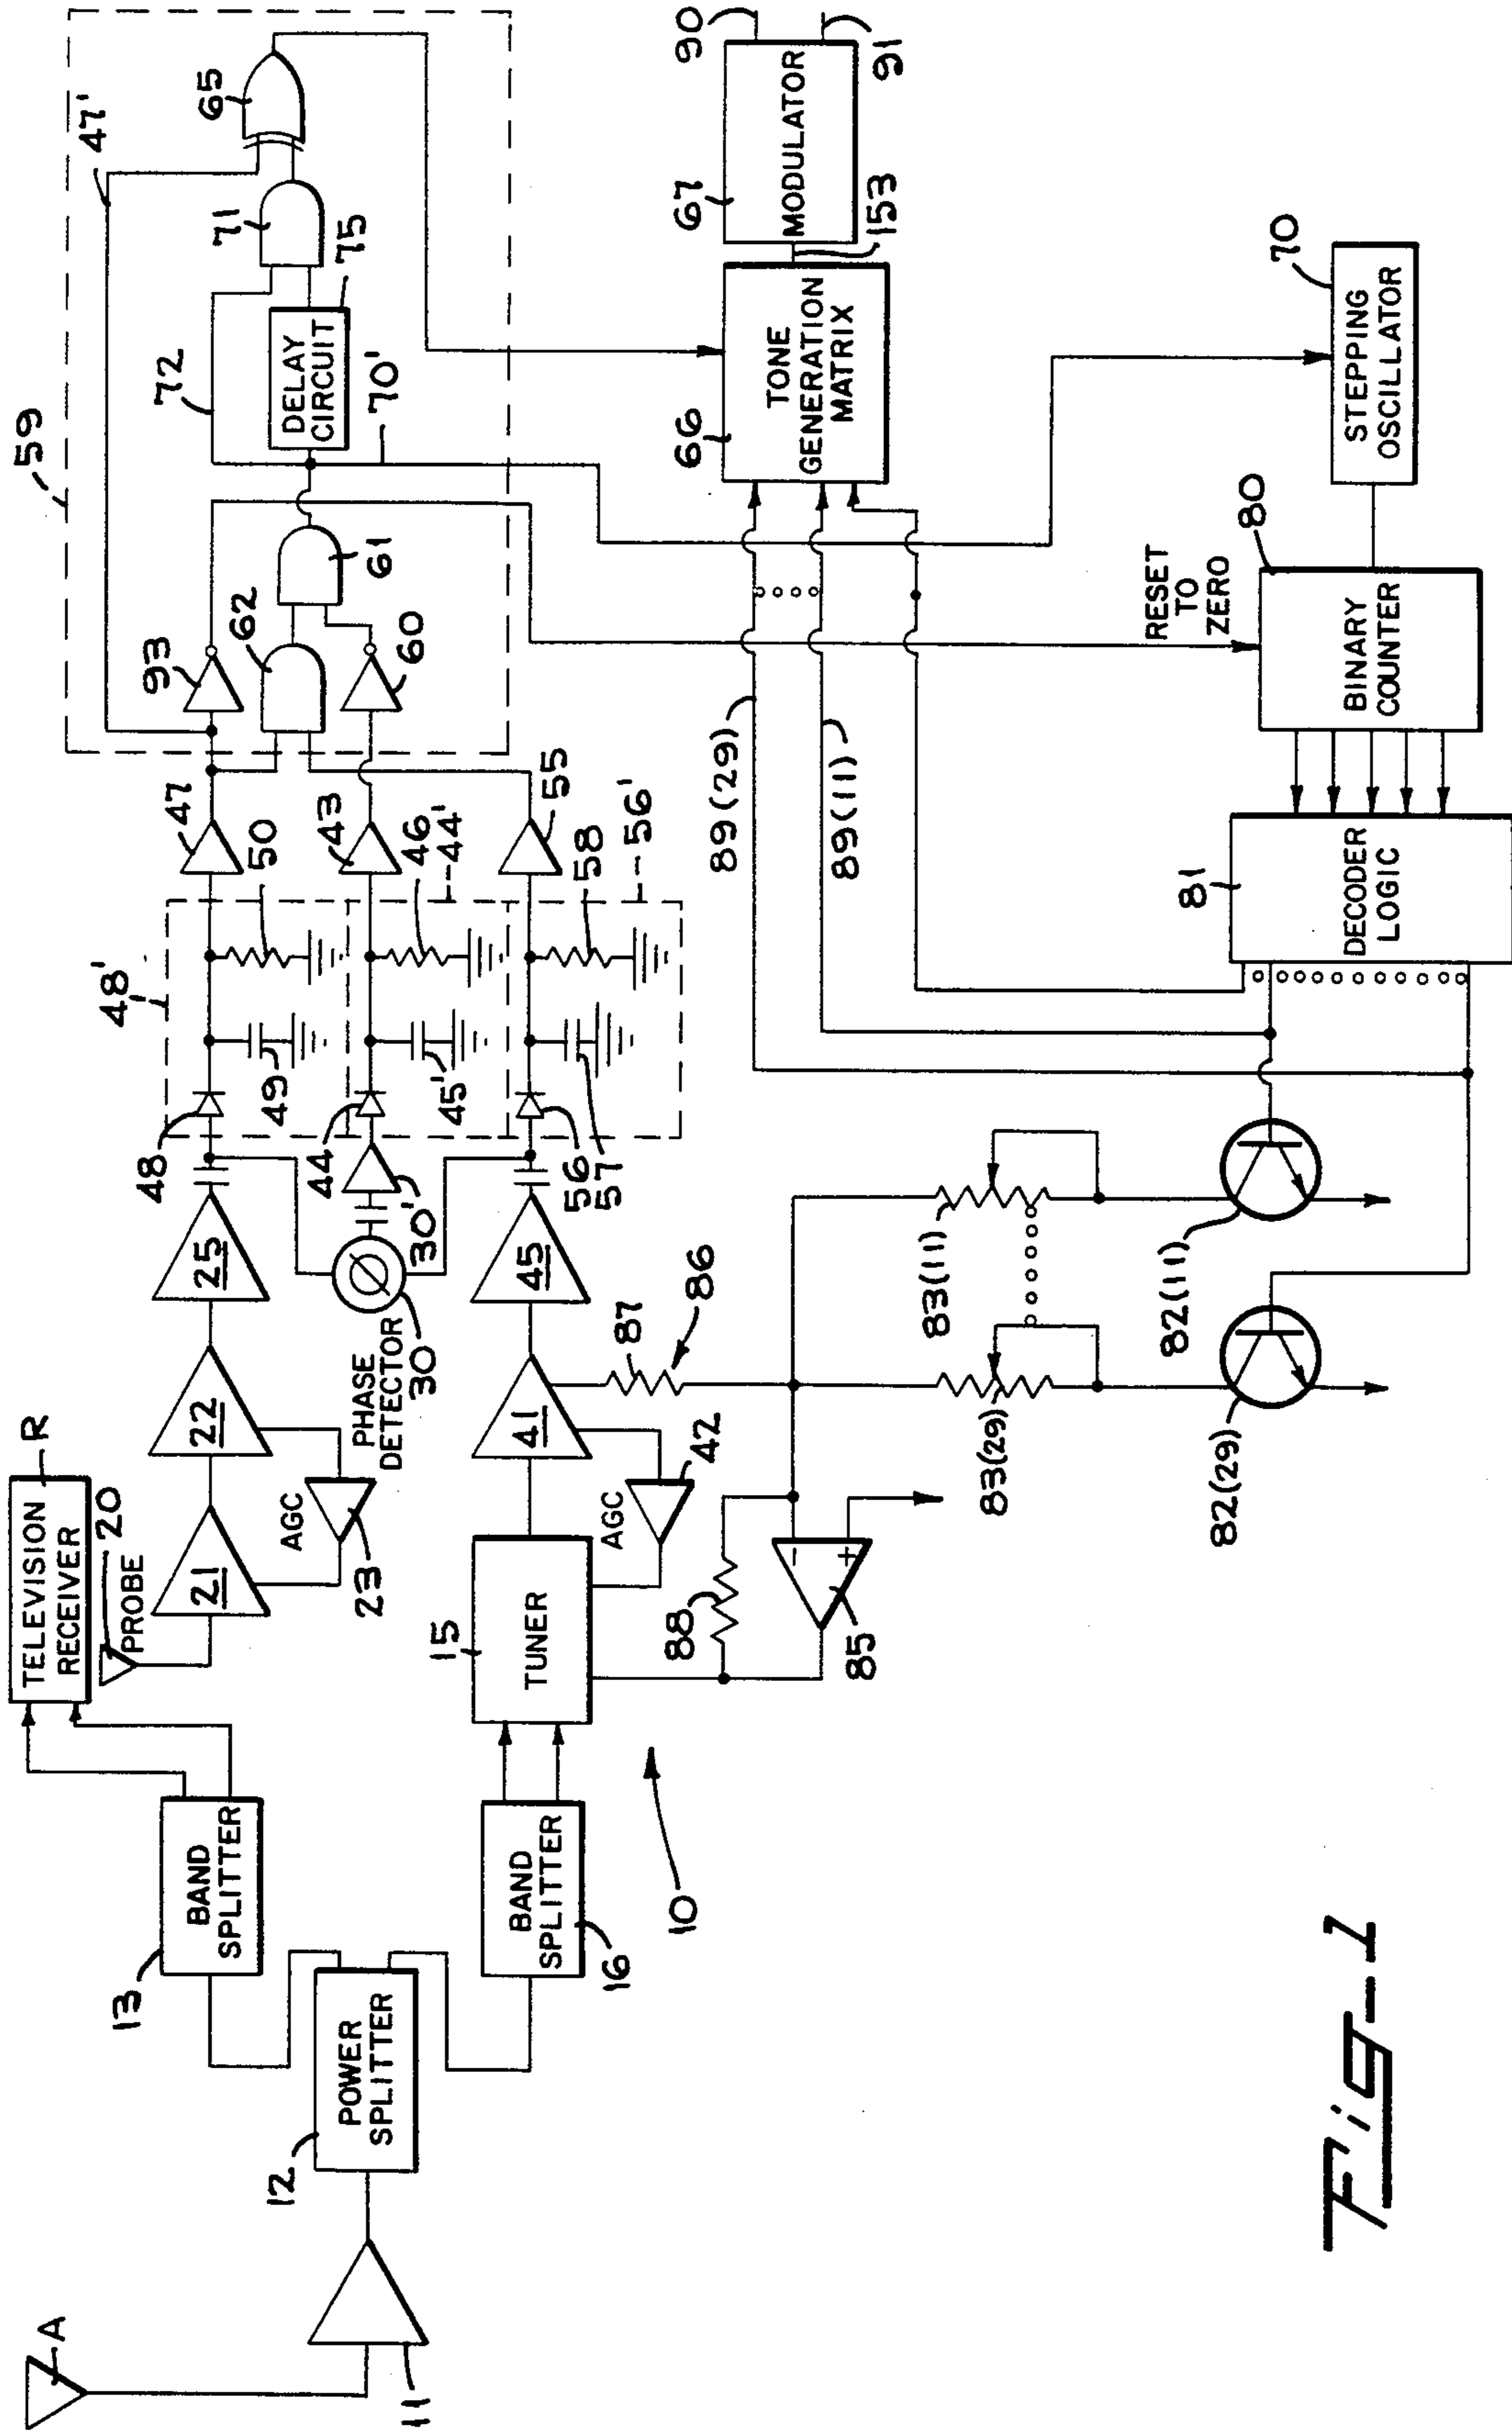 A
11
12
POWER
SPLITTER
13
BAND
SPLITTER
BAND
SPLITTER
16
10
TELEVISION
RECEIVER
R
20
PROBE
21
22
AGC
23
25
15
TUNER
41
AGC
42
45
PHASE
DETECTOR
30
30'
87
86
88
85
-
+
48
48'
49
50
44
45'
46
44'
56
57
58
56'
47
43
55
59
93
62
60
61
47'
72
70'
DELAY
CIRCUIT
75
71
65
66
TONE
GENERATION
MATRIX
67
MODULATOR
153
90
91
89(29)
89(11)
RESET
TO
ZERO
70
STEPPING
OSCILLATOR
80
BINARY
COUNTER
81
DECODER
LOGIC
83(11)
83(29)
82(11)
82(29)
Fig-1